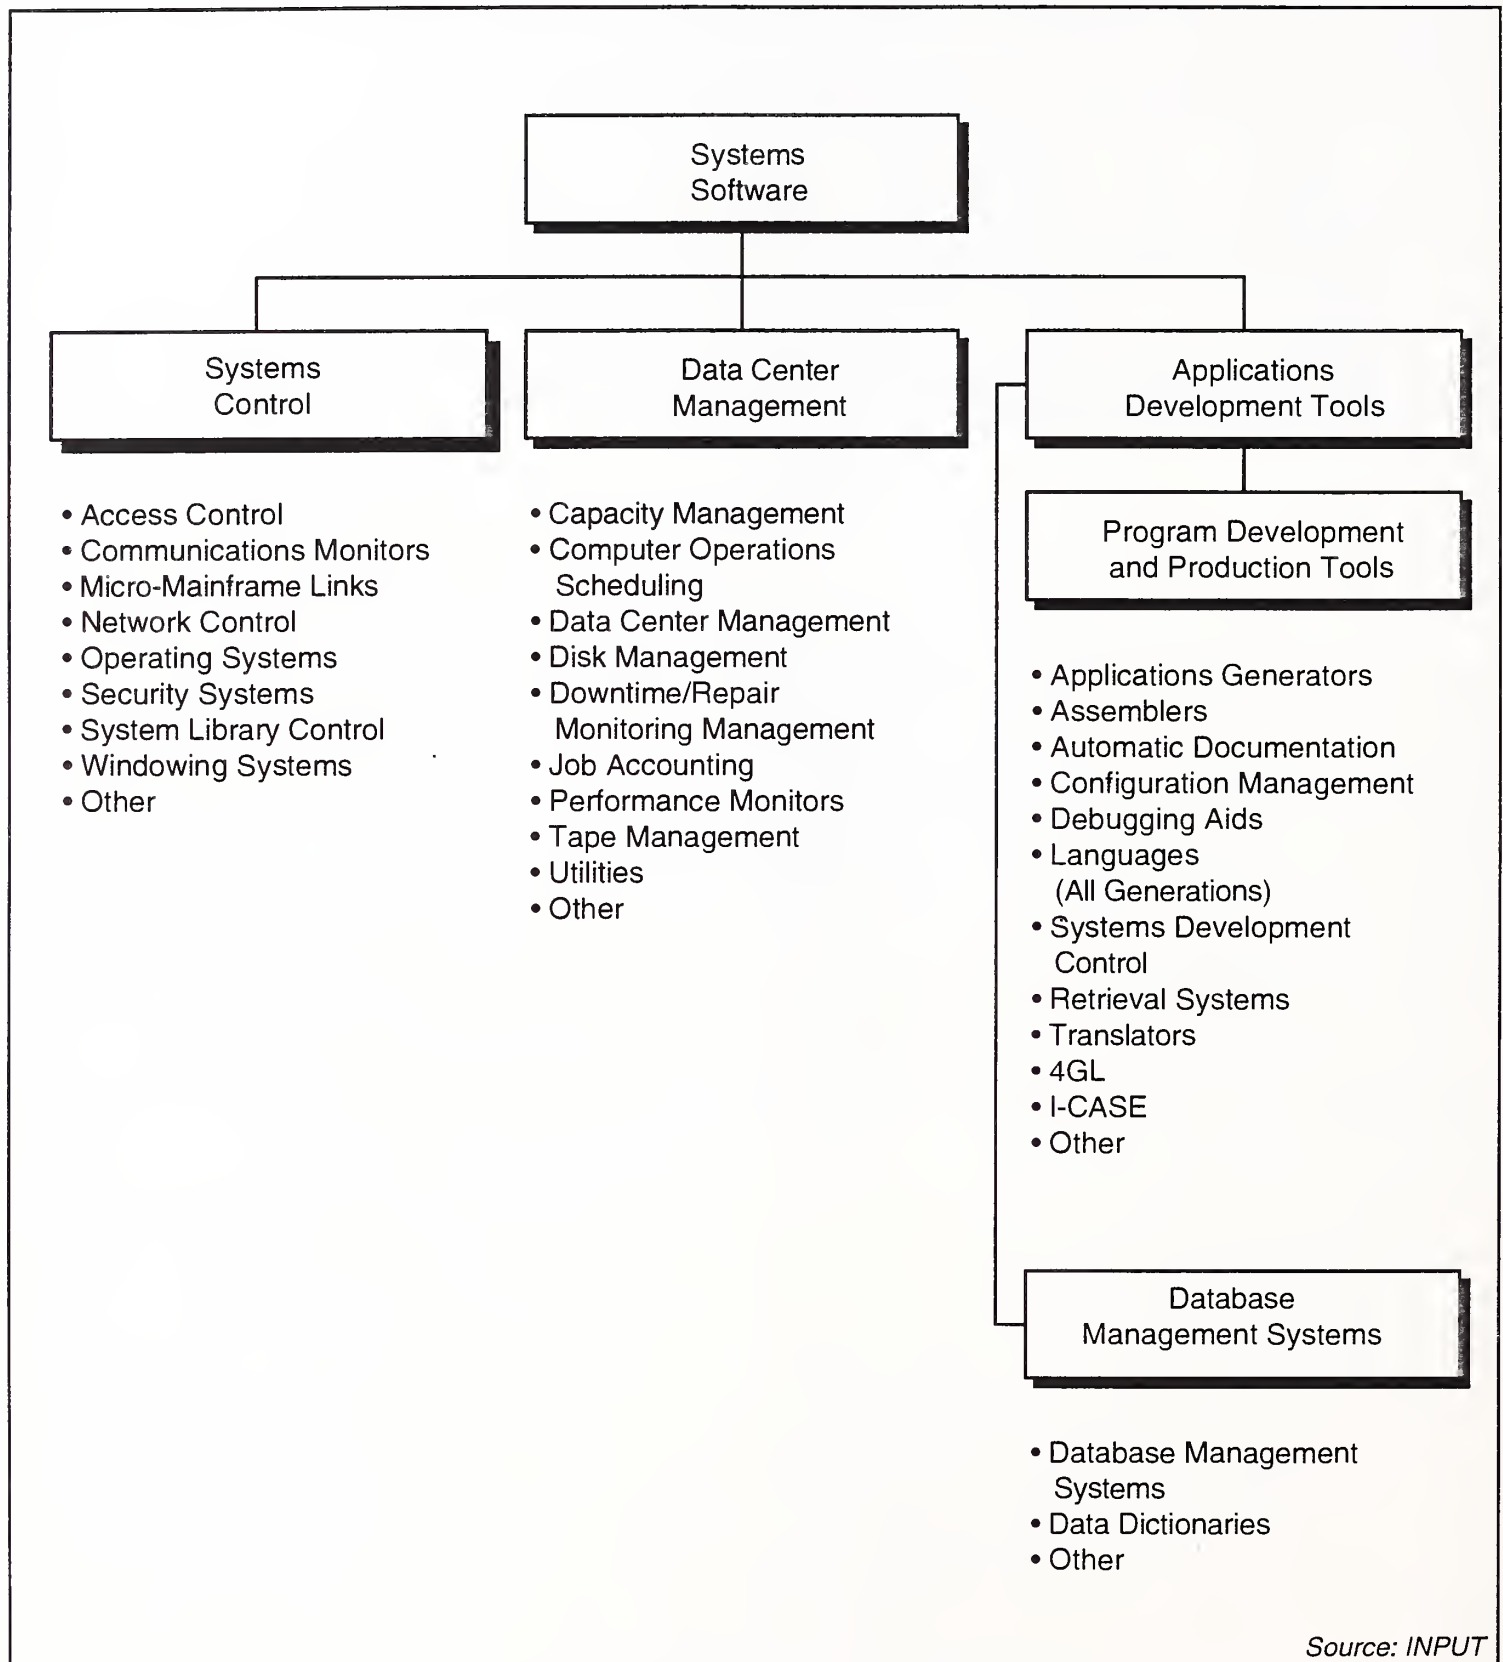 Systems
Software
Systems
Control
• Access Control
• Communications Monitors
• Micro-Mainframe Links
• Network Control
• Operating Systems
• Security Systems
• System Library Control
• Windowing Systems
• Other
Data Center
Management
• Capacity Management
• Computer Operations
Scheduling
• Data Center Management
• Disk Management
• Downtime/Repair
Monitoring Management
• Job Accounting
• Performance Monitors
• Tape Management
• Utilities
• Other
Applications
Development Tools
Program Development
and Production Tools
• Applications Generators
• Assemblers
• Automatic Documentation
• Configuration Management
• Debugging Aids
• Languages
(All Generations)
• Systems Development
Control
• Retrieval Systems
• Translators
• 4GL
• I-CASE
• Other
Database
Management Systems
• Database Management
Systems
• Data Dictionaries
• Other
Source: INPUT